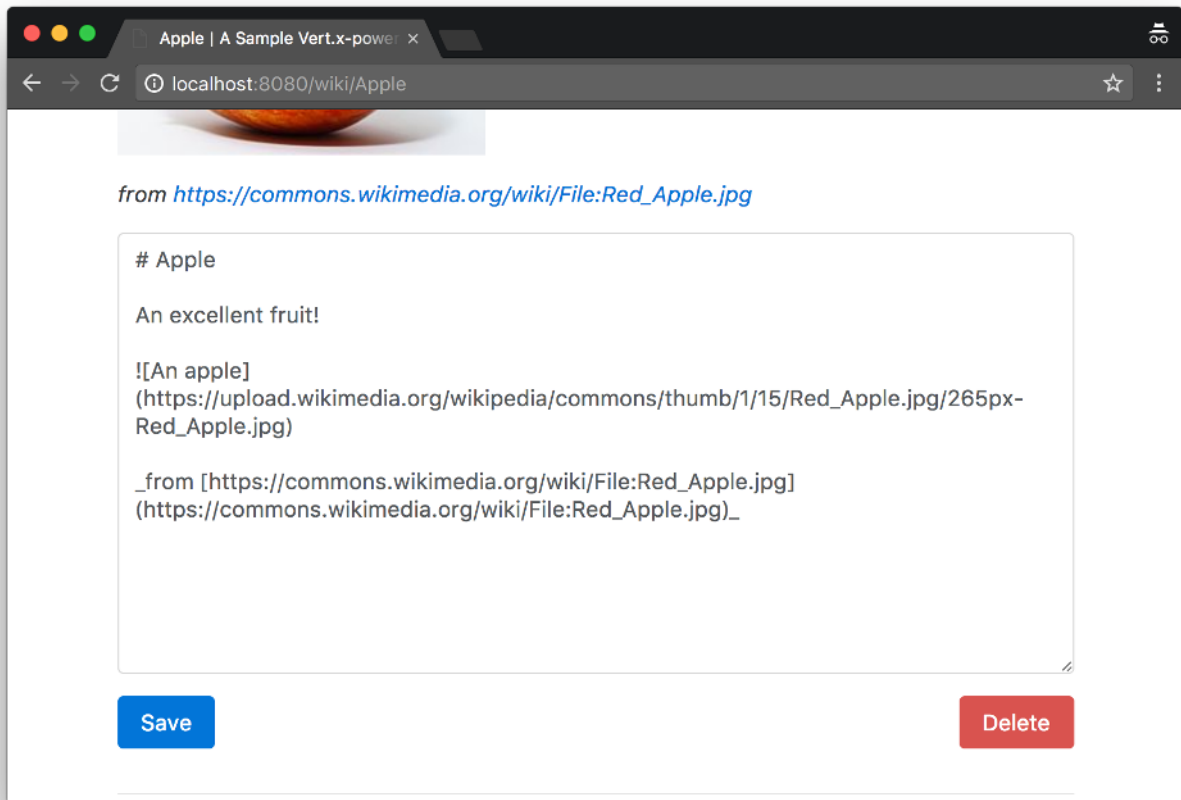 Apple | A Sample Vert.x-power
localhost:8080/wiki/Apple
from https://commons.wikimedia.org/wiki/File:Red_Apple.jpg
# Apple
An excellent fruit!
![An apple]
(https://upload.wikimedia.org/wikipedia/commons/thumb/1/15/Red_Apple.jpg/265px-
Red_Apple.jpg)
_from [https://commons.wikimedia.org/wiki/File:Red_Apple.jpg]
(https://commons.wikimedia.org/wiki/File:Red_Apple.jpg)_
Save
Delete